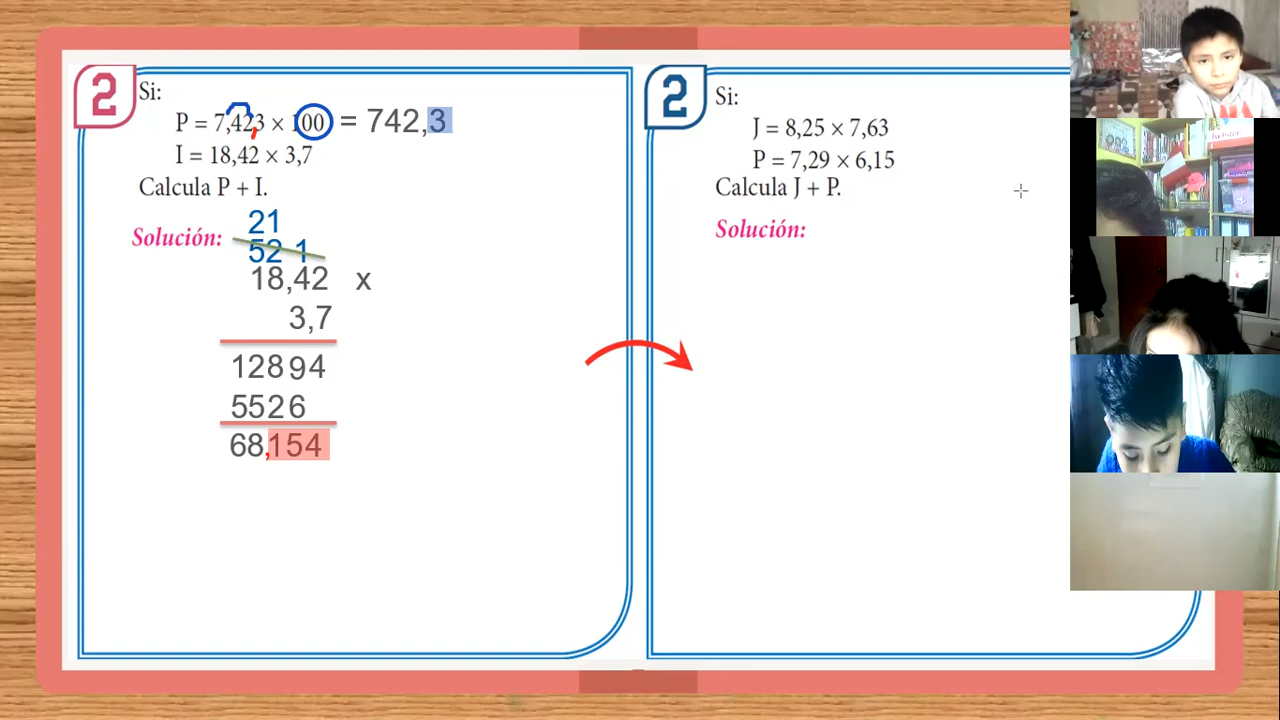 2
Si:
P = 7,423 × 100 = 742,3
I = 18,42 × 3,7
Calcula P + I.
Solución:
21
52 1
18,42 x
3,7
12894
5526
68,154
2
Si:
J = 8,25 × 7,63
P = 7,29 × 6,15
Calcula J + P.
Solución: